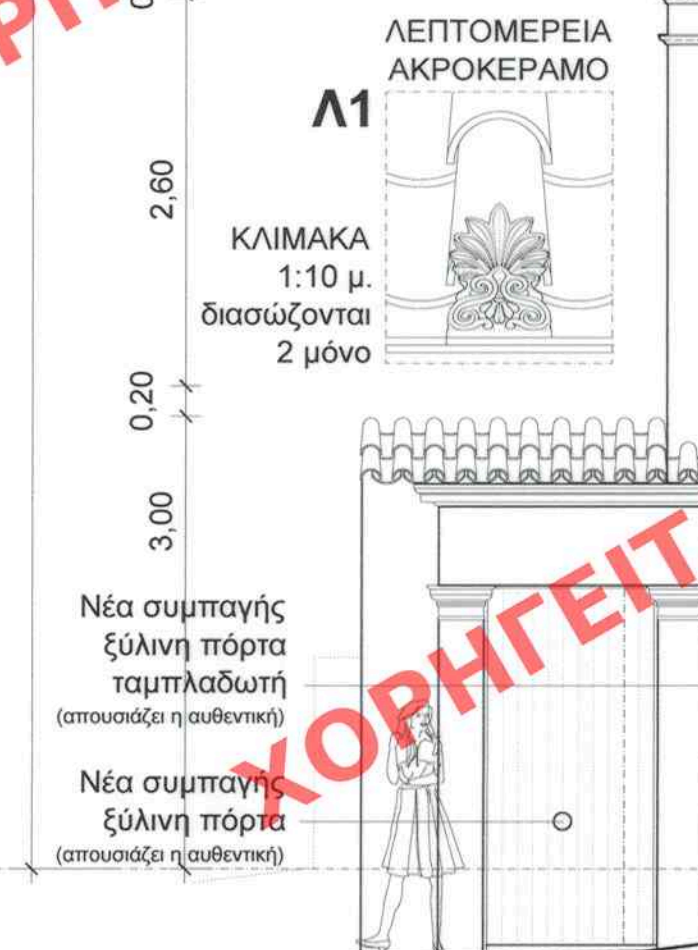 ΛΕΠΤΟΜΕΡΕΙΑ
ΑΚΡΟΚΕΡΑΜΟ
Λ1
2,60
ΚΛΙΜΑΚΑ
1:10 μ.
διασώζονται
2 μόνο
0,20
3,00
Νέα συμπαγής
ξύλινη πόρτα
ταμπλαδωτή
(απουσιάζει η αυθεντική)
Νέα συμπαγής
ξύλινη πόρτα
(απουσιάζει η αυθεντική)
ΧΟΡΗΓΕΙΤ